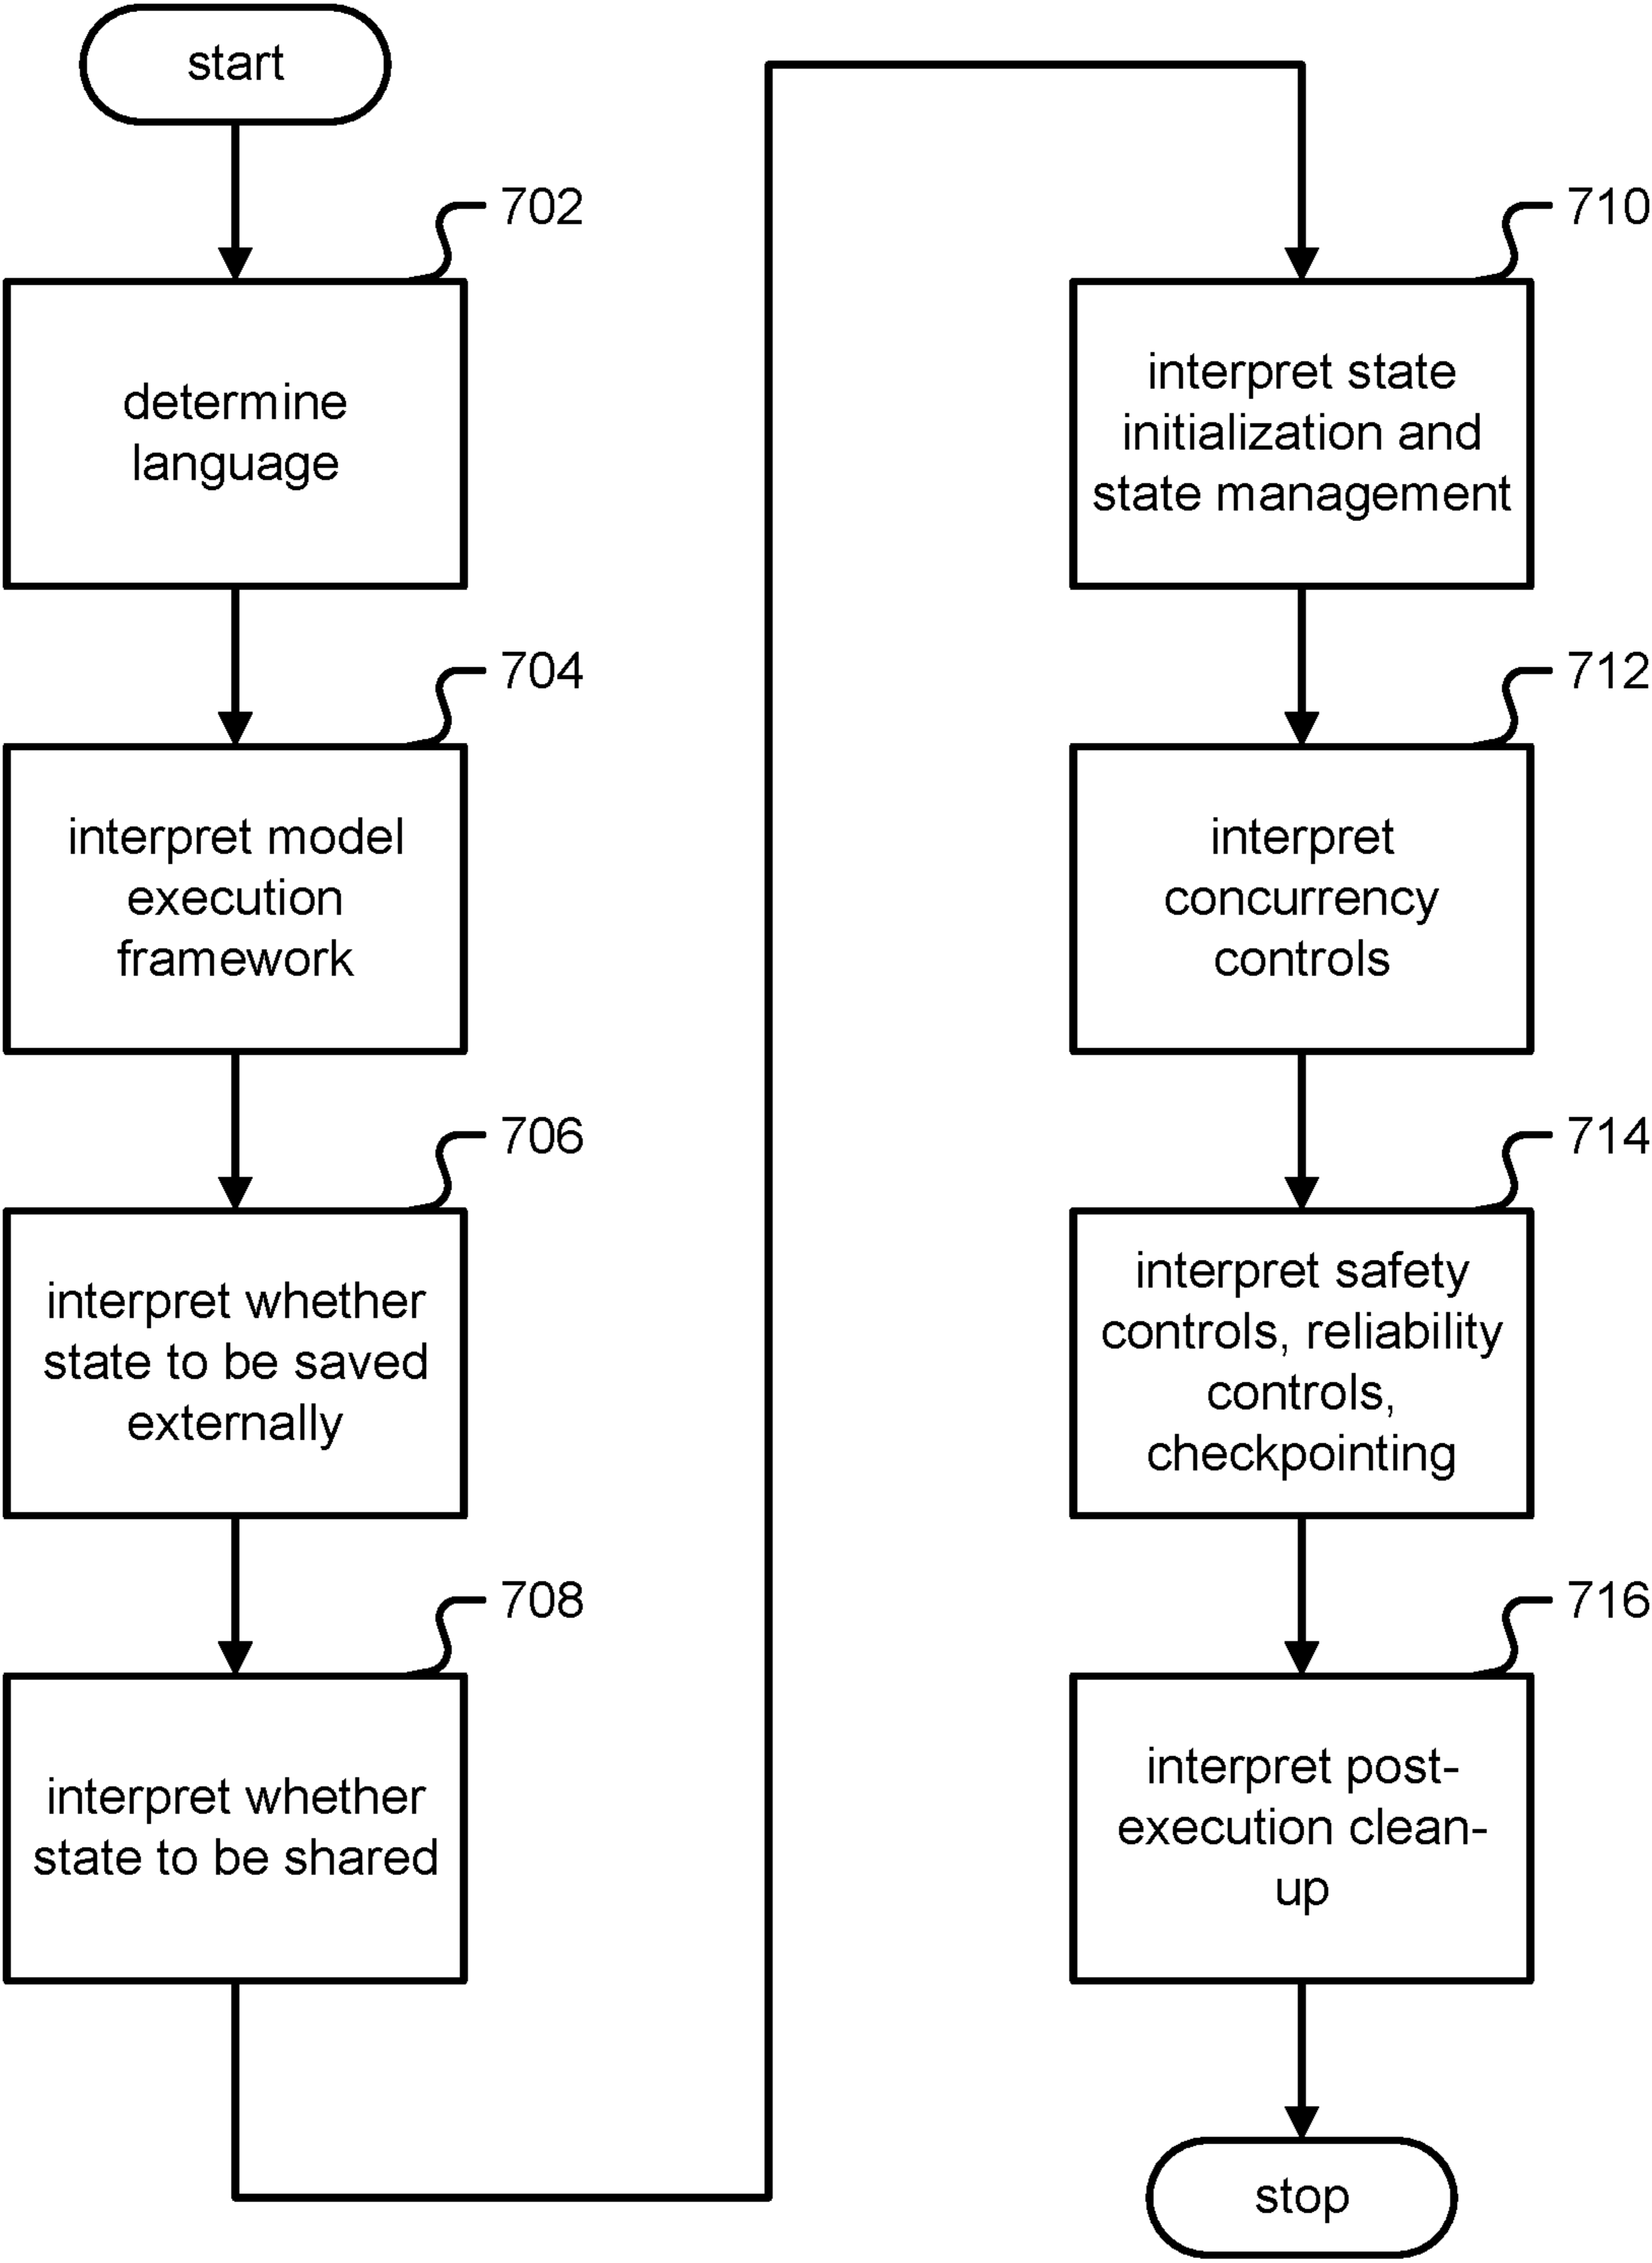 start
702
determine
language
704
interpret model
execution
framework
706
interpret whether
state to be saved
externally
708
interpret whether
state to be shared
710
interpret state
initialization and
state management
712
interpret
concurrency
controls
714
interpret safety
controls, reliability
controls,
checkpointing
716
interpret post-
execution clean-
up
stop